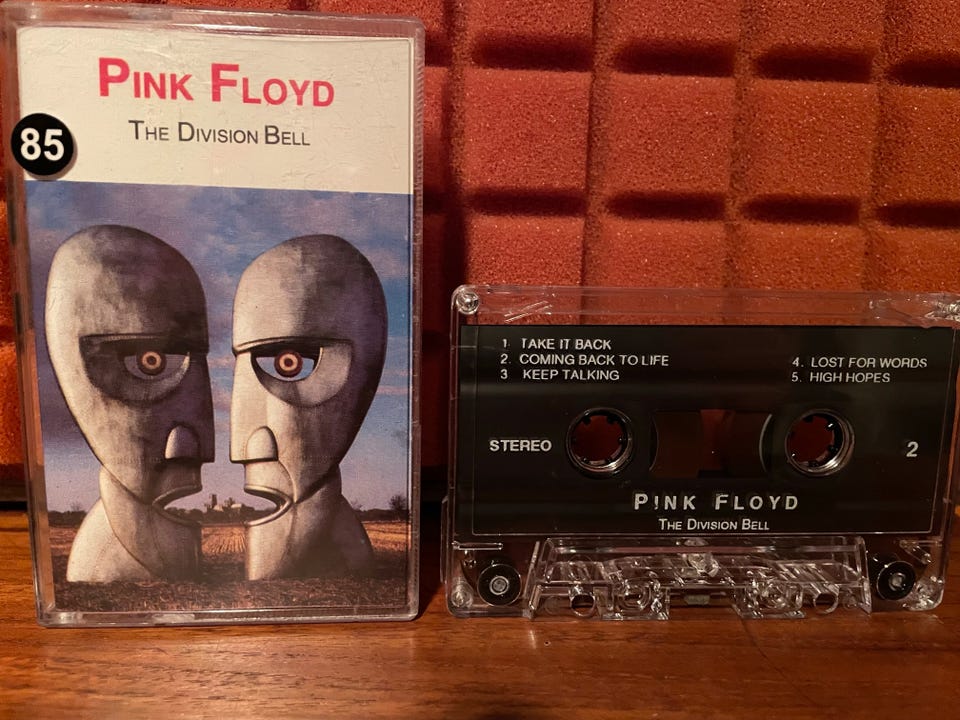 PINK FLOYD
THE DIVISION BELL
85
1. TAKE IT BACK
2. COMING BACK TO LIFE
3 KEEP TALKING
4. LOST FOR WORDS
5. HIGH HOPES
STEREO
2
PINK FLOYD
THE DIVISION BELL